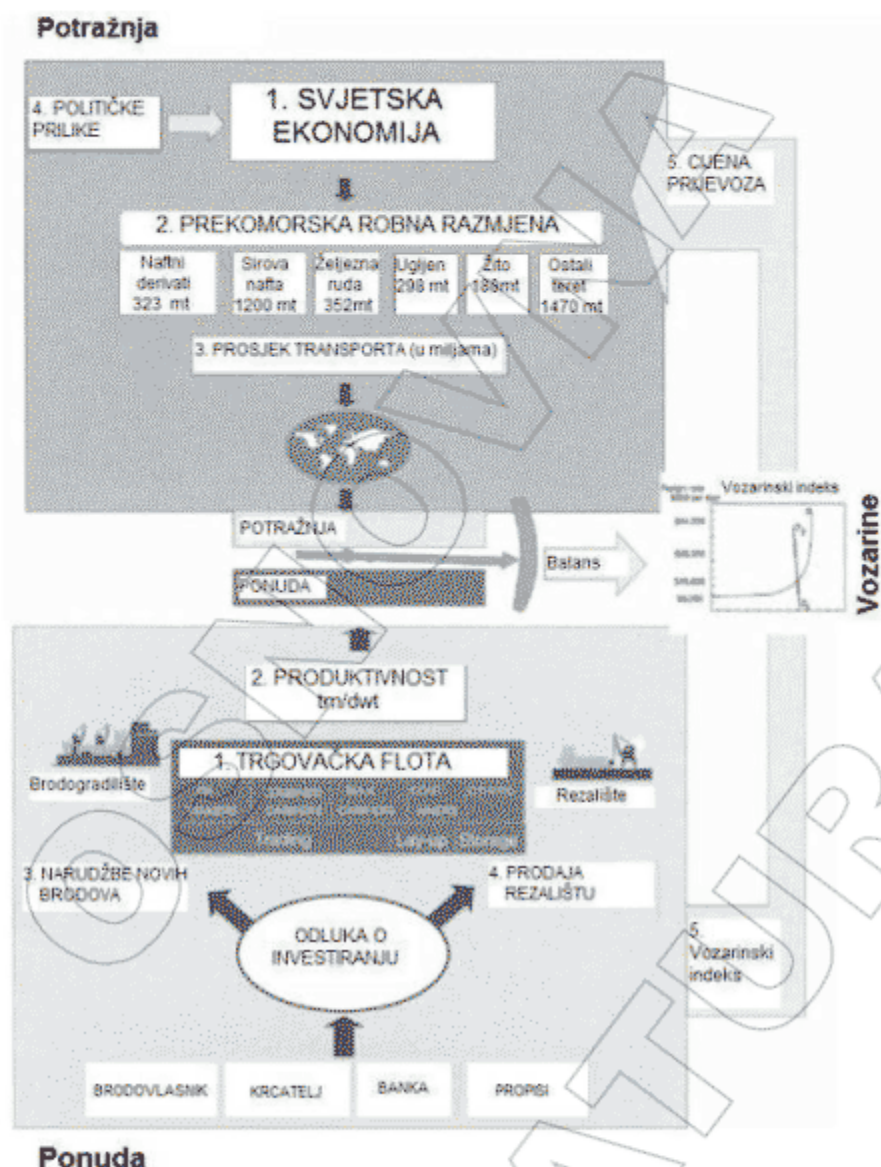 Potražnja
4. POLITIČKE
PRILIKE
1. SVJETSKA
EKONOMIJA
5. CIJENA
PRIJEVOZA
2. PREKOMORSKA ROBNA RAZMJENA
Naftni
derivati
323 mt
Sirova
nafta
1200 mt
Željezna
ruda
352mt
Ugljen
298 mt
Žito
188mt
Ostali
teret
1470 mt
3. PROSJEK TRANSPORTA (u miljama)
Vozarinski indeks
POTRAŽNJA
PONUDA
Balans
Vozarine
2. PRODUKTIVNOST
tm/dwt
1. TRGOVAČKA FLOTA
Brodogradilište
Rezalište
Trading
Storage
3. NARUDŽBE NOVIH
BRODOVA
4. PRODAJA
REZALIŠTU
ODLUKA O
INVESTIRANJU
5.
Vozarinski
indeks
BRODOVLASNIK
KRCATELJ
BANKA
PROPISI
Ponuda